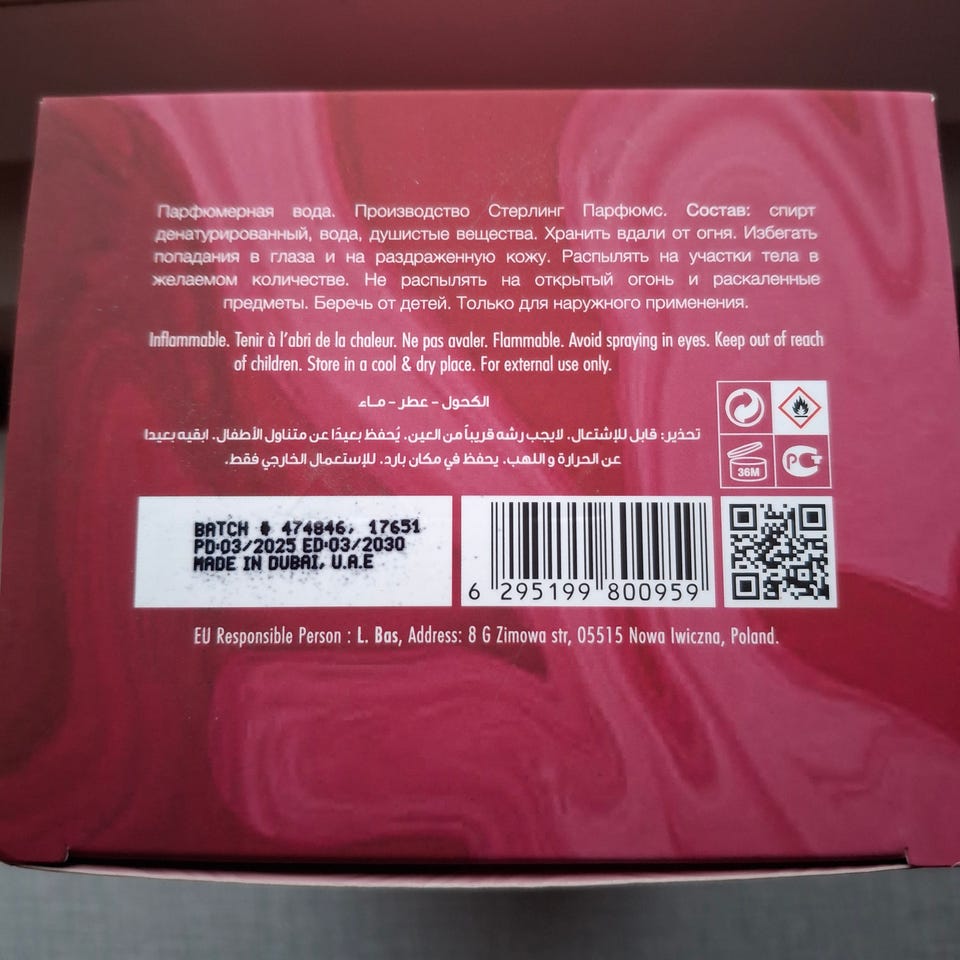 Парфюмерная вода. Производство Стерлинг Парфюмс. Состав: спирт
денатурированный, вода, душистые вещества. Хранить вдали от огня. Избегать
попадания в глаза и на раздраженную кожу. Распылять на участки тела в
желаемом количестве. Не распылять на открытый огонь и раскаленные
предметы. Беречь от детей. Только для наружного применения.
Inflammable. Tenir à l'abri de la chaleur. Ne pas avaler. Flammable. Avoid spraying in eyes. Keep out of reach
of children. Store in a cool & dry place. For external use only.
الكحول - عطر - مـاء
تحذير: قابل للإشتعال. لايجب رشه قريباً من العين. يُحفظ بعيدًا عن متناول الأطفال. ابقيه بعيدا
عن الحرارة و اللهب. يحفظ في مكان بارد. للإستعمال الخارجي فقط.
36M
PCT
BATCH # 474846, 17651
PD:03/2025 ED:03/2030
MADE IN DUBAI, U.A.E
6 295199 800959
EU Responsible Person : L. Bas, Address: 8 G Zimowa str, 05515 Nowa Iwiczna, Poland.